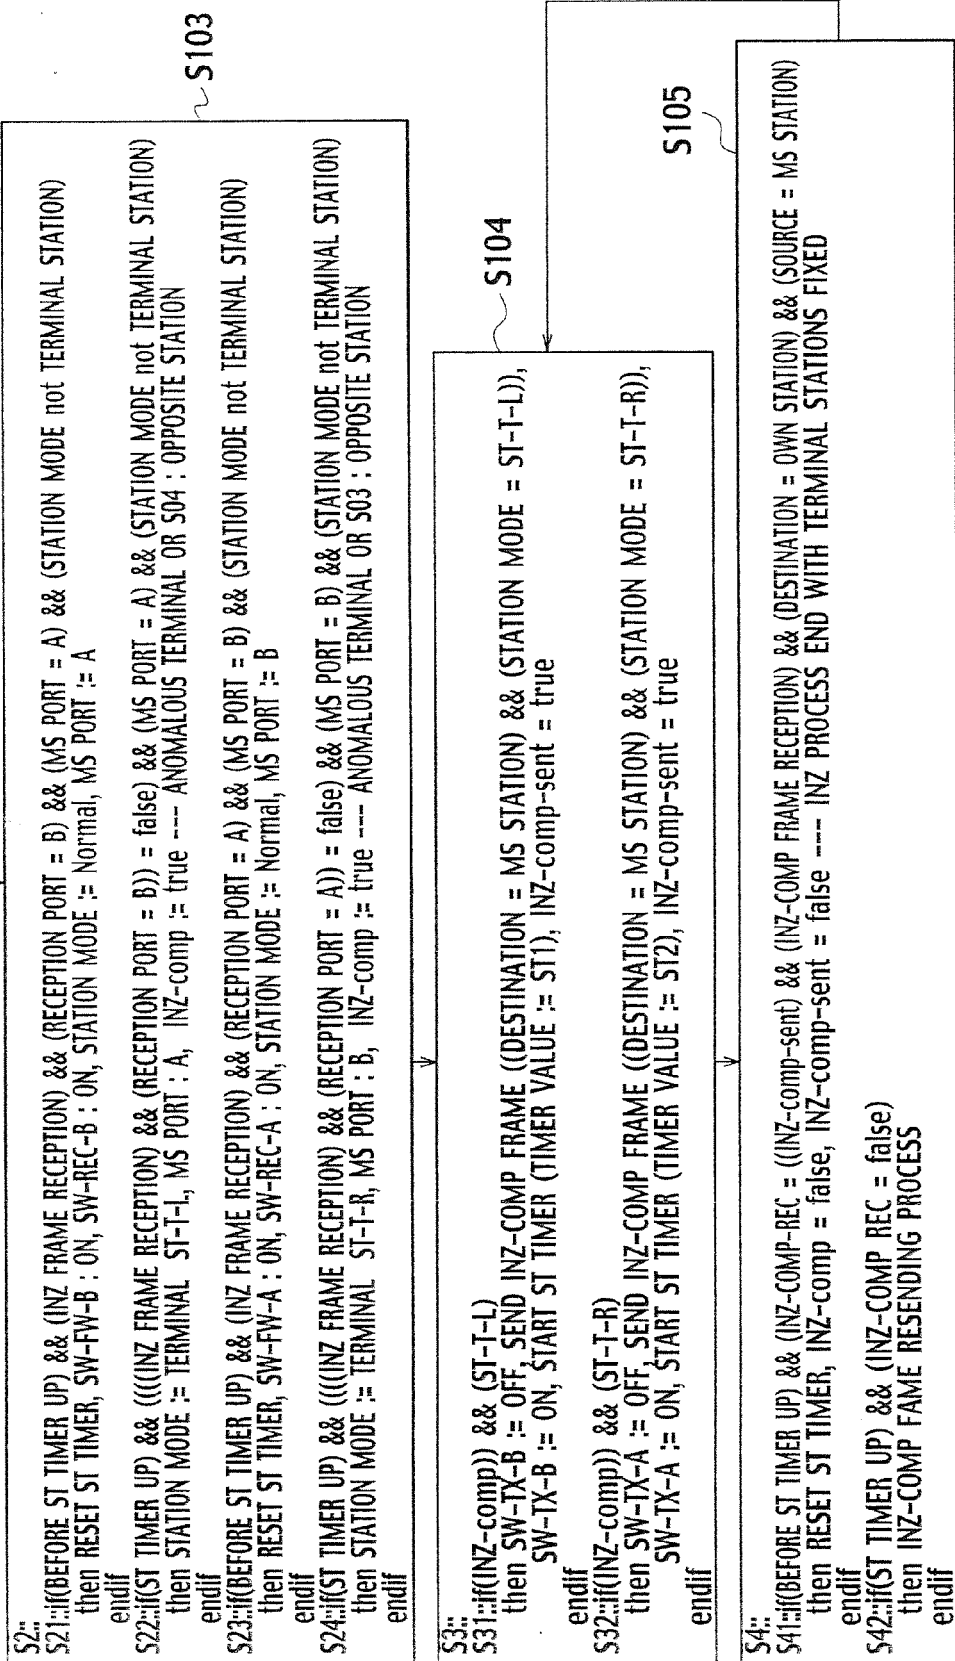 S103
S2::
S21::if(BEFORE ST TIMER UP) && (INZ FRAME RECEPTION) && (RECEPTION PORT = B) && (MS PORT = A) && (STATION MODE not TERMINAL STATION)
then RESET ST TIMER, SW-FW-B : ON, SW-REC-B : ON, STATION MODE := Normal, MS PORT := A
endif
S22::if(ST TIMER UP) && ((((INZ FRAME RECEPTION) && (RECEPTION PORT = B)) = false) && (MS PORT = A) && (STATION MODE not TERMINAL STATION)
then STATION MODE := TERMINAL ST-T-L, MS PORT : A, INZ-comp := true --- ANOMALOUS TERMINAL OR S04 : OPPOSITE STATION
endif
S23::if(BEFORE ST TIMER UP) && (INZ FRAME RECEPTION) && (RECEPTION PORT = A) && (MS PORT = B) && (STATION MODE not TERMINAL STATION)
then RESET ST TIMER, SW-FW-A : ON, SW-REC-A : ON, STATION MODE := Normal, MS PORT := B
endif
S24::if(ST TIMER UP) && ((((INZ FRAME RECEPTION) && (RECEPTION PORT = A)) = false) && (MS PORT = B) && (STATION MODE not TERMINAL STATION)
then STATION MODE := TERMINAL ST-T-R, MS PORT : B, INZ-comp := true --- ANOMALOUS TERMINAL OR S03 : OPPOSITE STATION
endif
S104
S3::
S31::if(INZ-comp)) && (ST-T-L)
then SW-TX-B := OFF, SEND INZ-COMP FRAME ((DESTINATION = MS STATION) && (STATION MODE = ST-T-L)),
SW-TX-B := ON, START ST TIMER (TIMER VALUE := ST1), INZ-comp-sent = true
endif
S32::if(INZ-comp)) && (ST-T-R)
then SW-TX-A := OFF, SEND INZ-COMP FRAME ((DESTINATION = MS STATION) && (STATION MODE = ST-T-R)),
SW-TX-A := ON, START ST TIMER (TIMER VALUE := ST2), INZ-comp-sent = true
endif
S105
S4::
S41::if(BEFORE ST TIMER UP) && (INZ-COMP-REC = ((INZ-comp-sent) && (INZ-COMP FRAME RECEPTION) && (DESTINATION = OWN STATION) && (SOURCE = MS STATION)
then RESET ST TIMER, INZ-comp = false, INZ-comp-sent = false --- INZ PROCESS END WITH TERMINAL STATIONS FIXED
endif
S42::if(ST TIMER UP) && (INZ-COMP REC = false)
then INZ-COMP FAME RESENDING PROCESS
endif